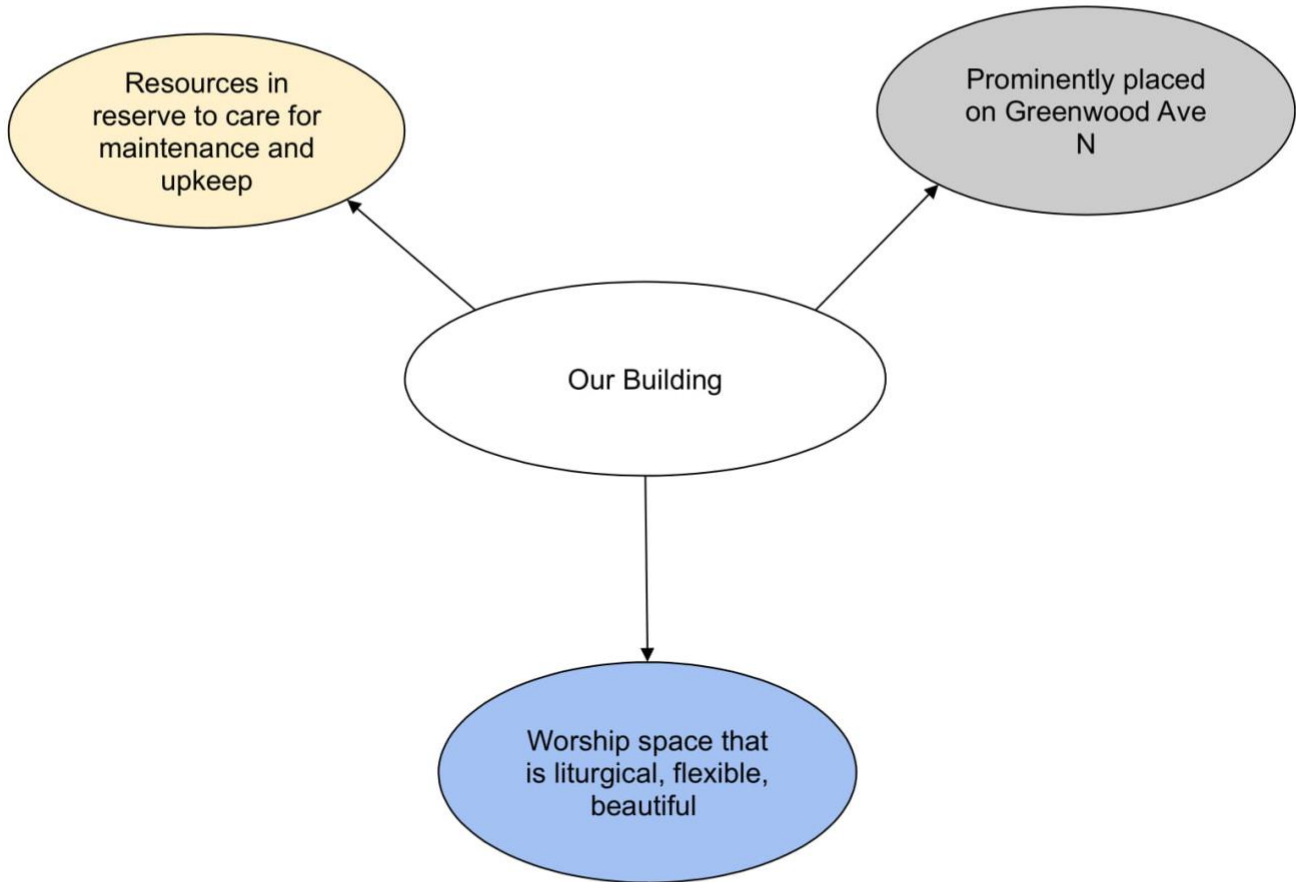 Resources in
reserve to care for
maintenance and
upkeep
Prominently placed
on Greenwood Ave
N
Our Building
Worship space that
is liturgical, flexible,
beautiful